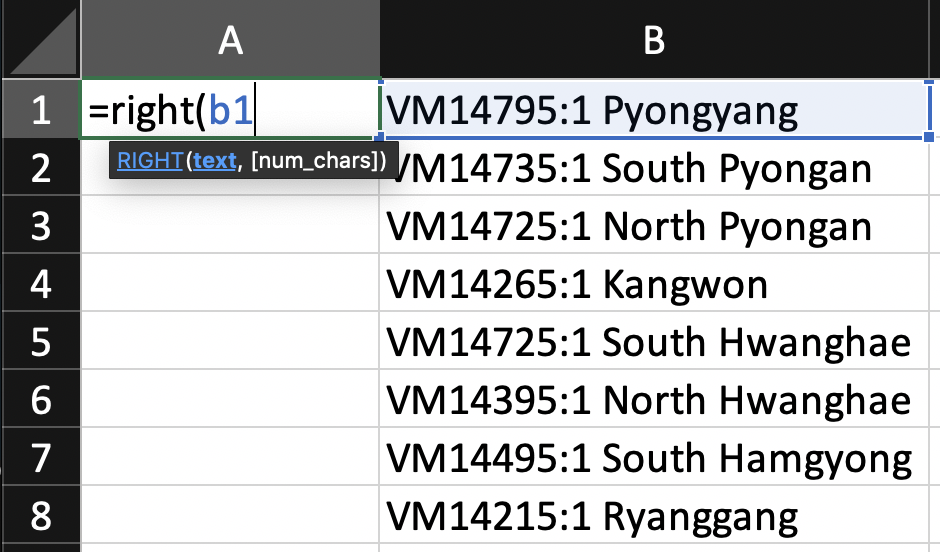 A B
1 =right(b1 VM14795:1 Pyongyang
RIGHT(text, [num_chars])
2 VM14735:1 South Pyongan
3 VM14725:1 North Pyongan
4 VM14265:1 Kangwon
5 VM14725:1 South Hwanghae
6 VM14395:1 North Hwanghae
7 VM14495:1 South Hamgyong
8 VM14215:1 Ryanggang